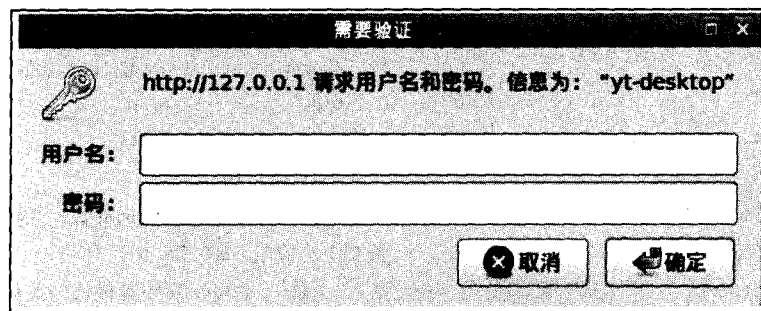 需要验证
http://127.0.0.1 请求用户名和密码。信息为： “yt-desktop”
用户名：
密码：
取消 确定